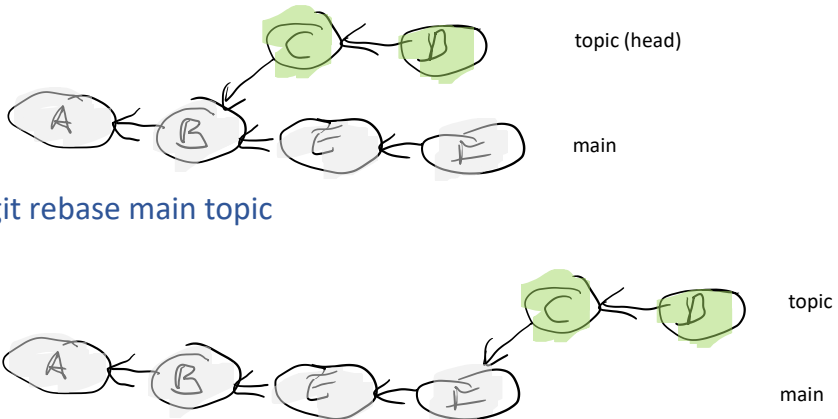 C D topic (head)
A B E F main
git rebase main topic
C D topic
A B E F main